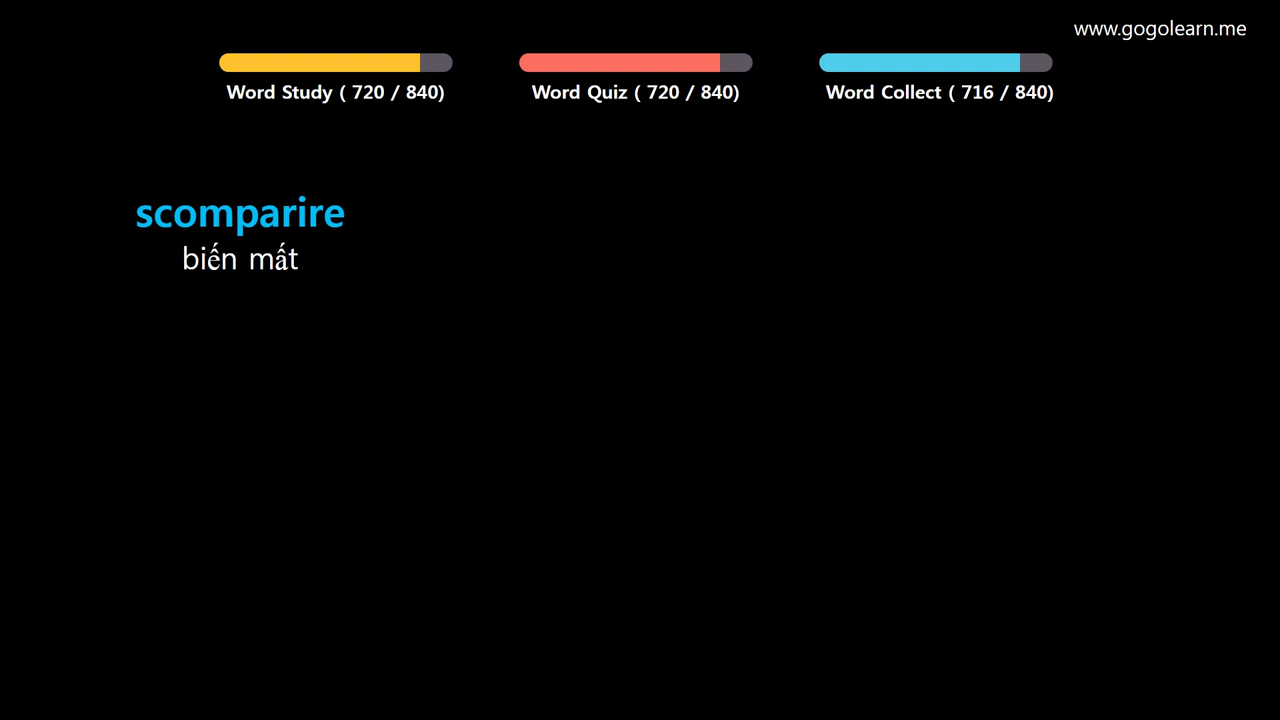 www.gogolearn.me
Word Study ( 720 / 840)
Word Quiz ( 720 / 840)
Word Collect ( 716 / 840)
scomparire
biến mất